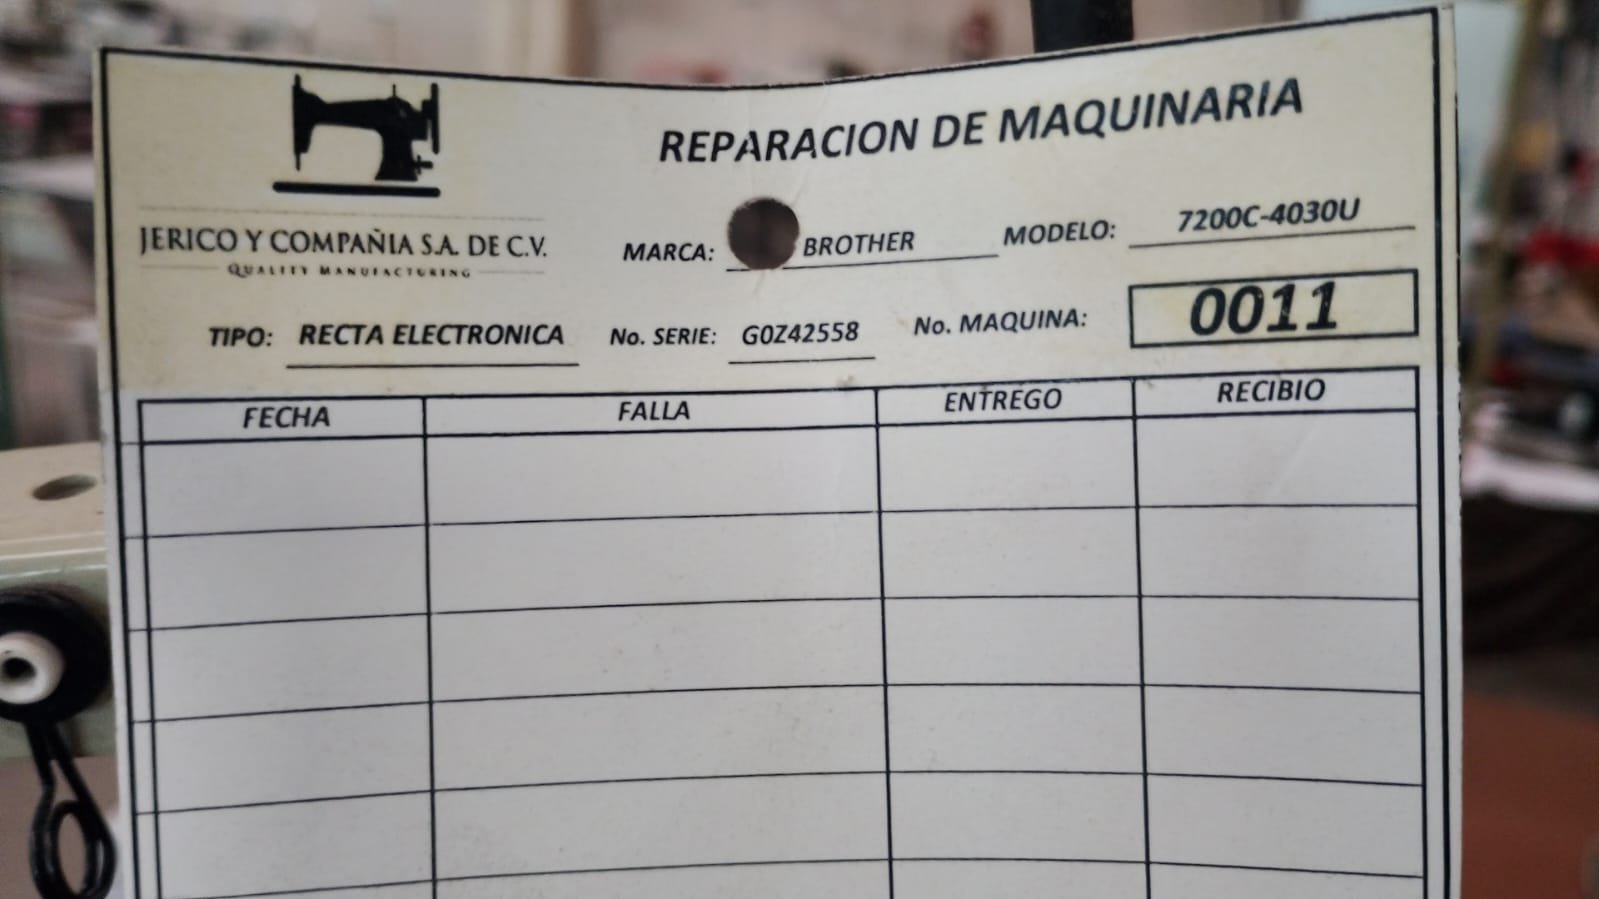 REPARACION DE MAQUINARIA
JERICO Y COMPAÑIA S.A. DE C.V.
QUALITY MANUFACTURING
MARCA: BROTHER MODELO: 7200C-4030U
TIPO: RECTA ELECTRONICA No. SERIE: G0Z42558 No. MAQUINA: 0011
FECHA FALLA ENTREGO RECIBIO